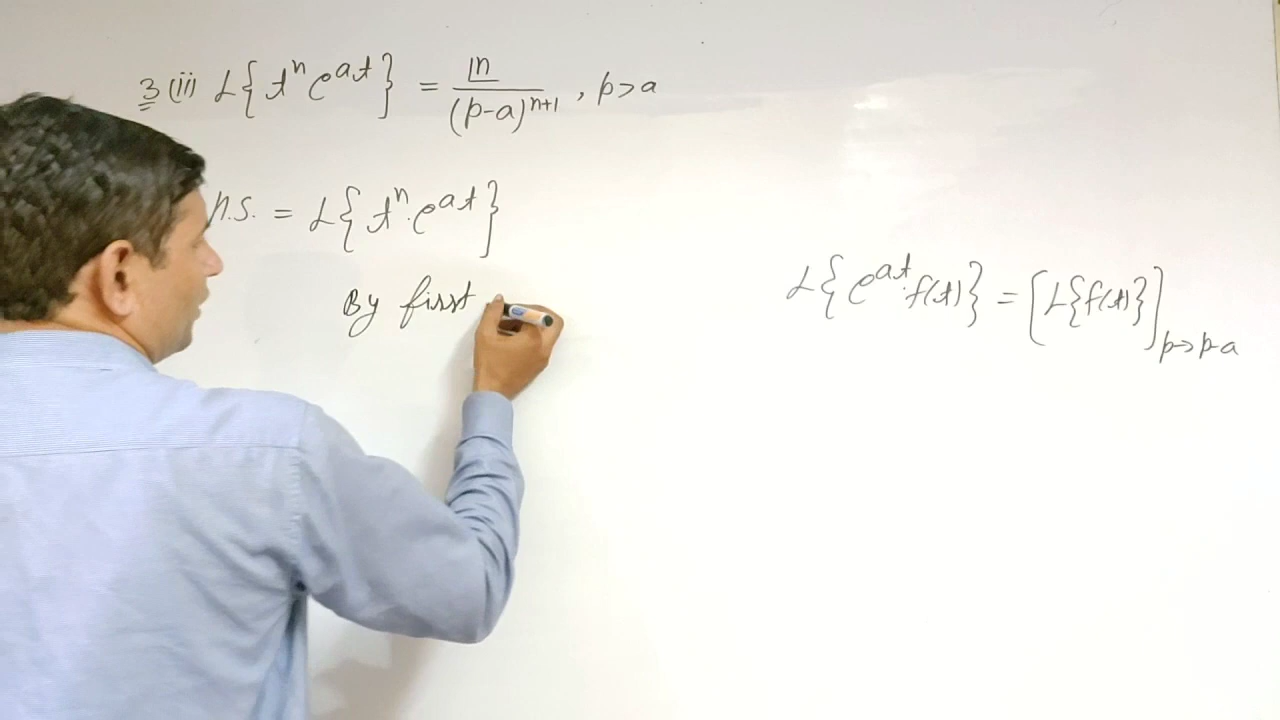 3 (ii) L{t^n e^{at}} = |n / (p-a)^{n+1}, p>a
H.S. = L{t^n. e^{at}}
By first
L{e^{at}. f(t)} = [L{f(t)}]_{p→p-a}